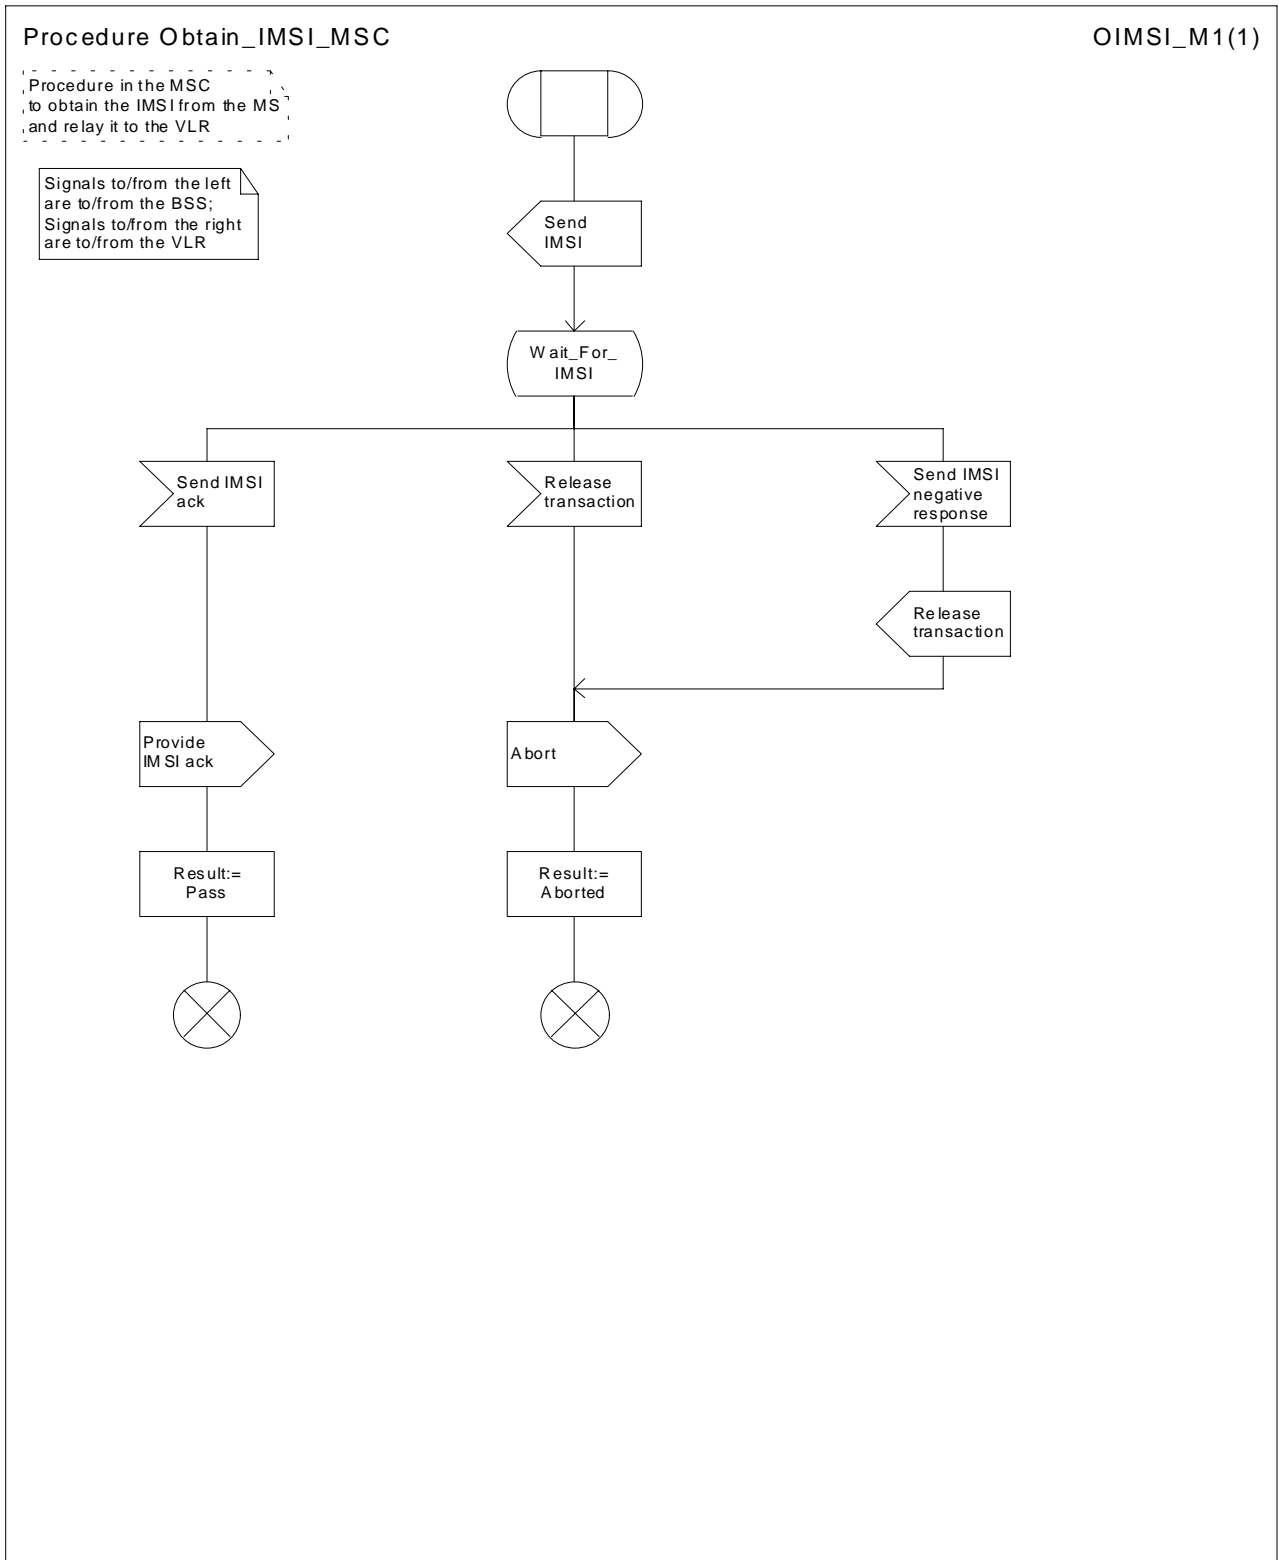 Procedure Obtain_IMSI_MSC
OIMSI_M1(1)
Procedure in the MSC
to obtain the IMSI from the MS
and relay it to the VLR
Signals to/from the left
are to/from the BSS;
Signals to/from the right
are to/from the VLR
Send
IMSI
Wait_For_
IMSI
Send IMSI
ack
Release
transaction
Send IMSI
negative
response
Release
transaction
Provide
IMSI ack
Abort
Result:=
Pass
Result:=
Aborted